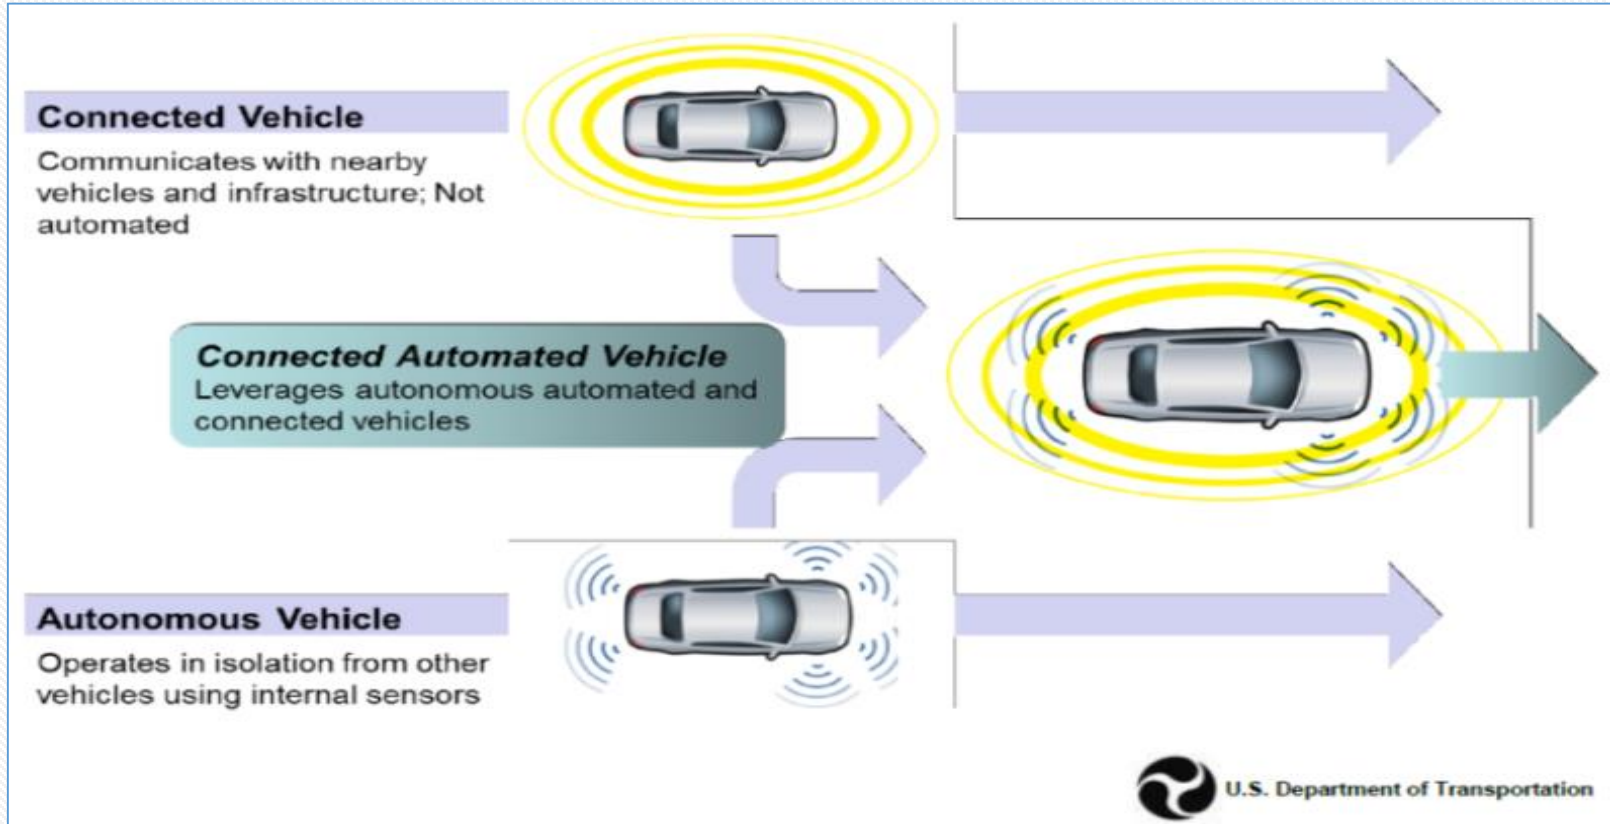 Connected Vehicle
Communicates with nearby
vehicles and infrastructure; Not
automated
Connected Automated Vehicle
Leverages autonomous automated and
connected vehicles
Autonomous Vehicle
Operates in isolation from other
vehicles using internal sensors
U.S. Department of Transportation